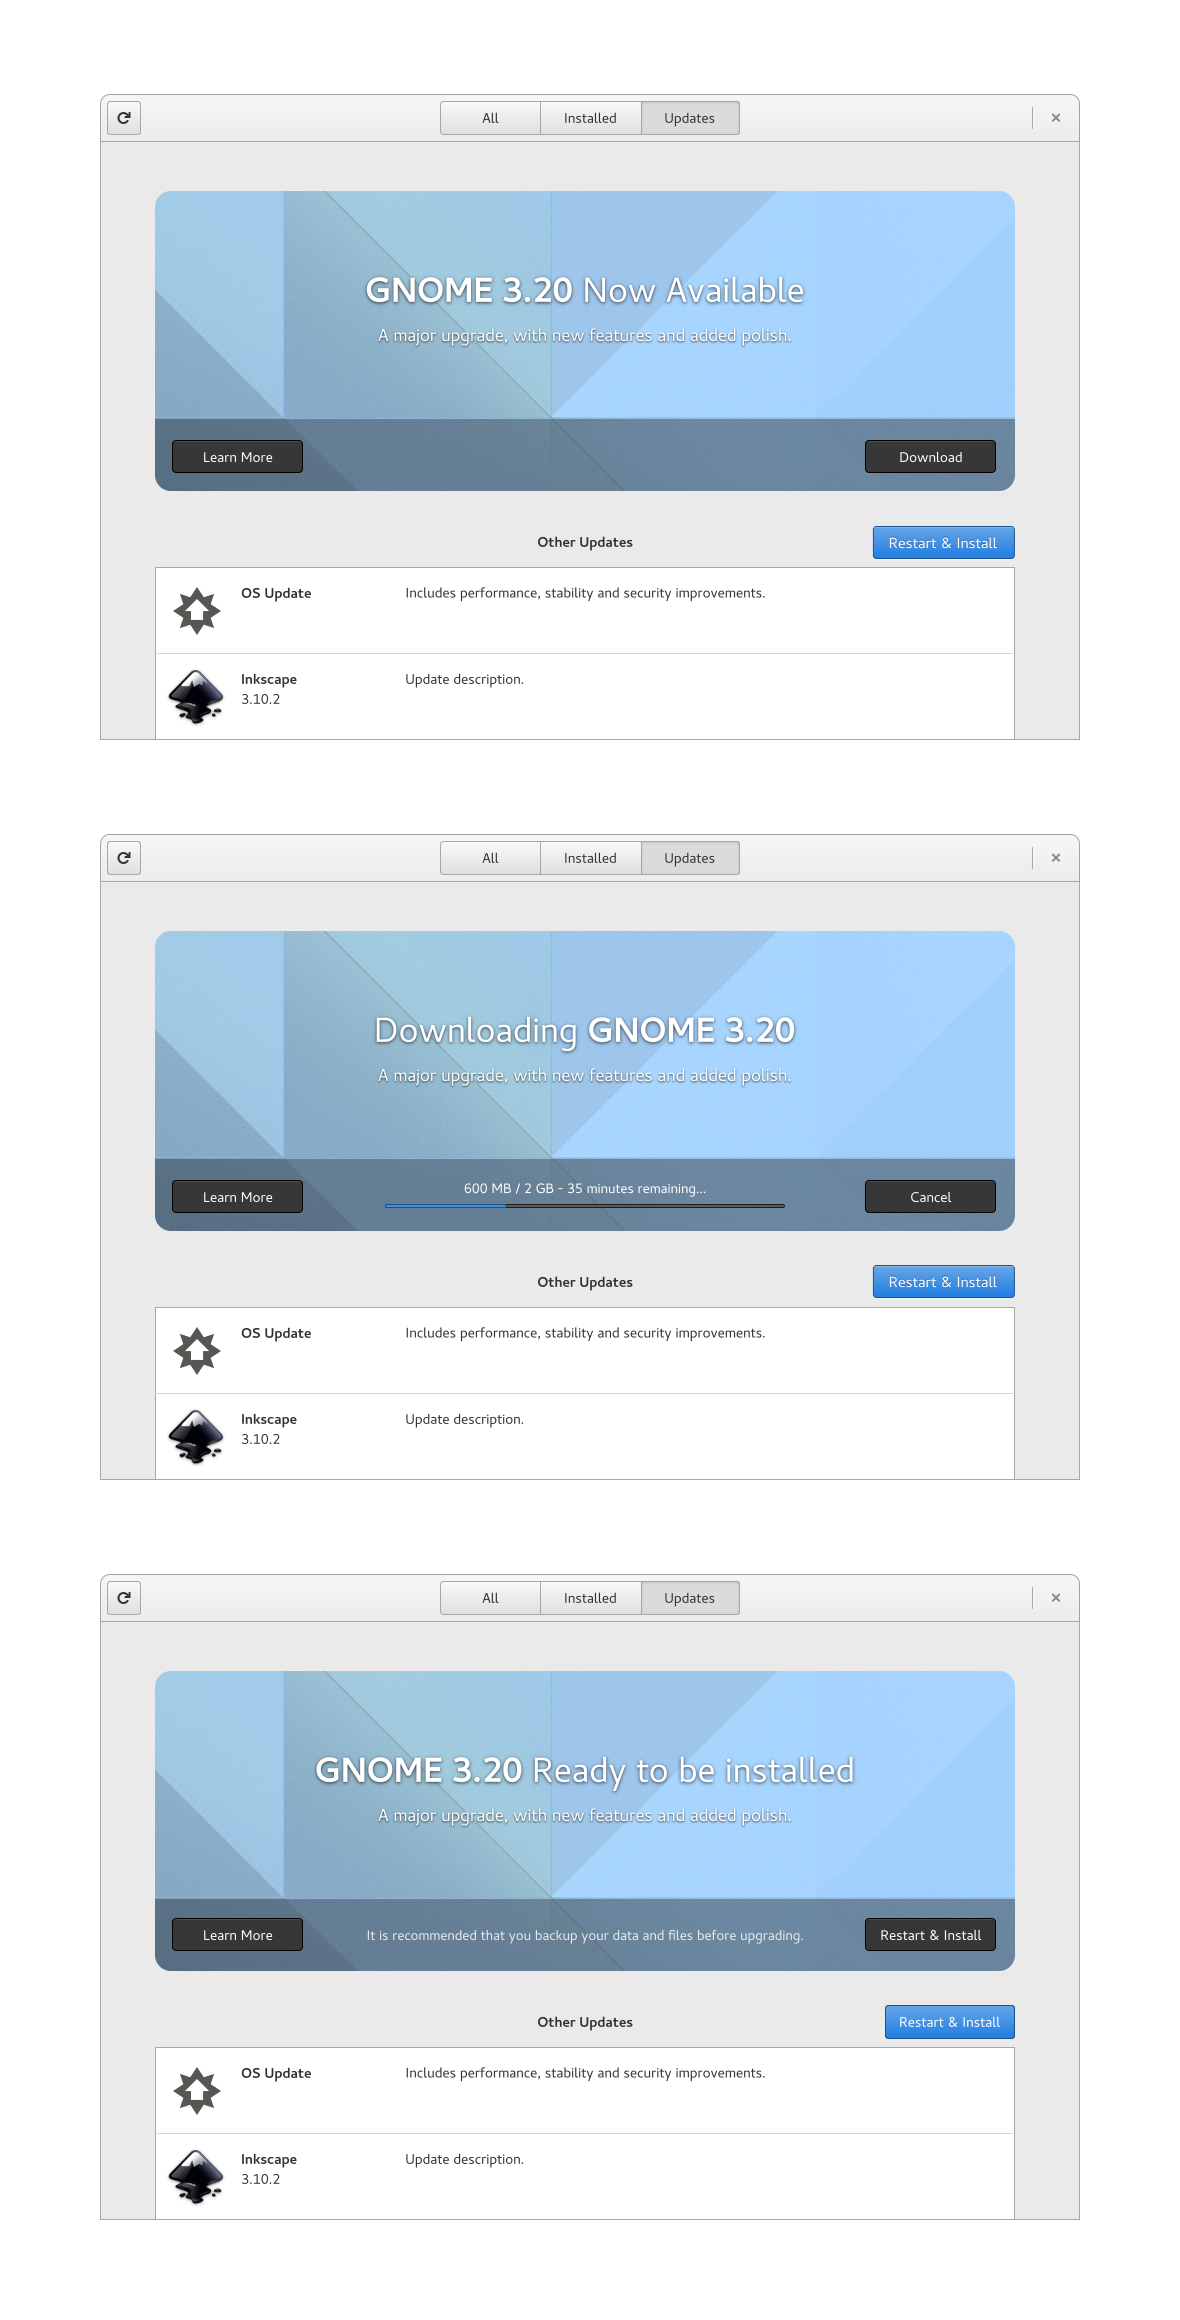 All Installed Updates
GNOME 3.20 Now Available
A major upgrade, with new features and added polish.
Learn More Download
Other Updates Restart & Install
OS Update Includes performance, stability and security improvements.
Inkscape Update description.
3.10.2
All Installed Updates
Downloading GNOME 3.20
A major upgrade, with new features and added polish.
600 MB / 2 GB - 35 minutes remaining...
Learn More Cancel
Other Updates Restart & Install
OS Update Includes performance, stability and security improvements.
Inkscape Update description.
3.10.2
All Installed Updates
GNOME 3.20 Ready to be installed
A major upgrade, with new features and added polish.
Learn More It is recommended that you backup your data and files before upgrading. Restart & Install
Other Updates Restart & Install
OS Update Includes performance, stability and security improvements.
Inkscape Update description.
3.10.2